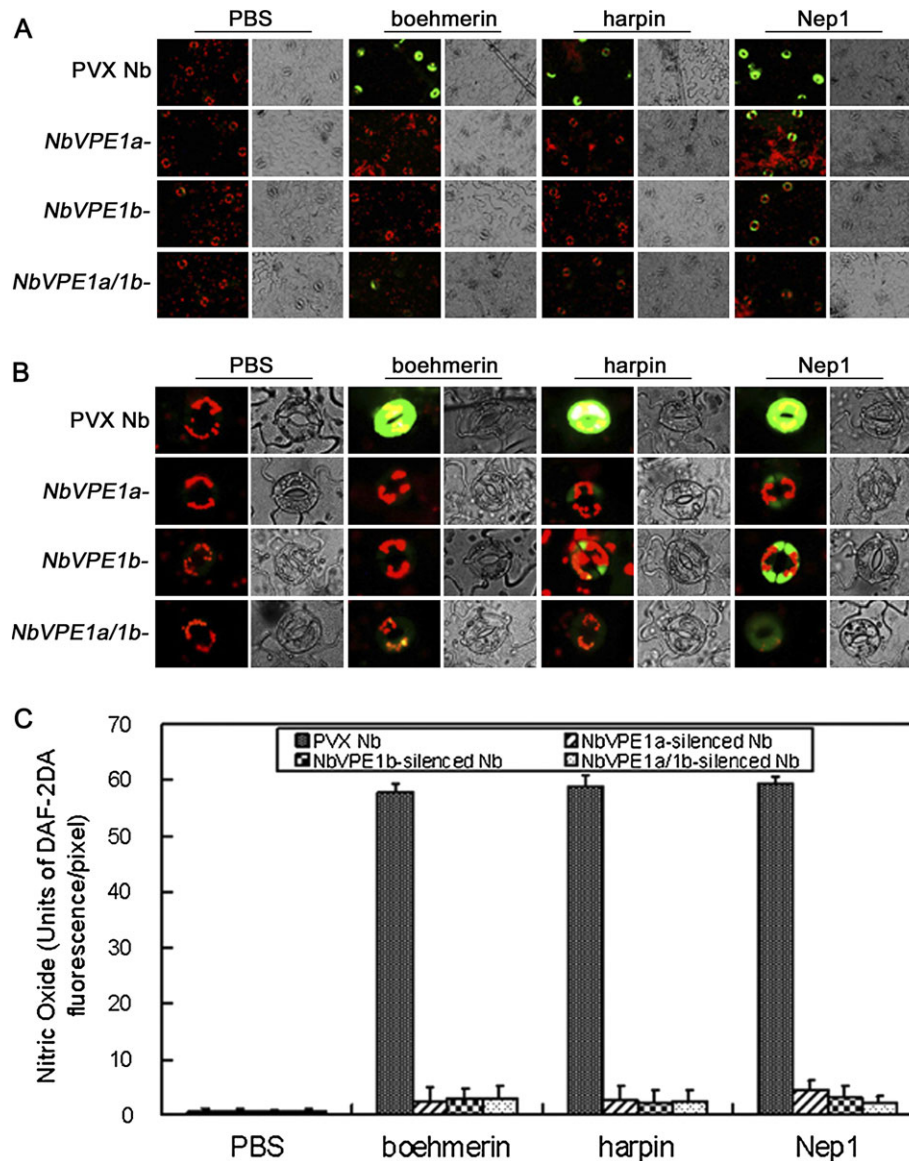 A
PBS boehmerin harpin Nep1
PVX Nb
NbVPE1a-
NbVPE1b-
NbVPE1a/1b-
B
PBS boehmerin harpin Nep1
PVX Nb
NbVPE1a-
NbVPE1b-
NbVPE1a/1b-
C
Nitric Oxide (Units of DAF-2DA
fluorescence/pixel)
70
60
50
40
30
20
10
0
PVX Nb NbVPE1a-silenced Nb
NbVPE1b-silenced Nb NbVPE1a/1b-silenced Nb
PBS boehmerin harpin Nep1